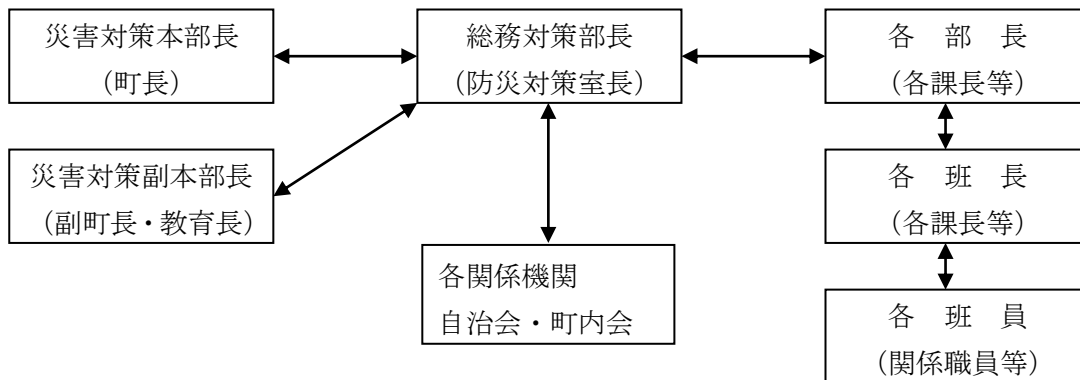 災害対策本部長
(町長)
総務対策部長
(防災対策室長)
各 部 長
(各課長等)
災害対策副本部長
(副町長・教育長)
各 班 長
(各課長等)
各関係機関
自治会・町内会
各 班 員
(関係職員等)